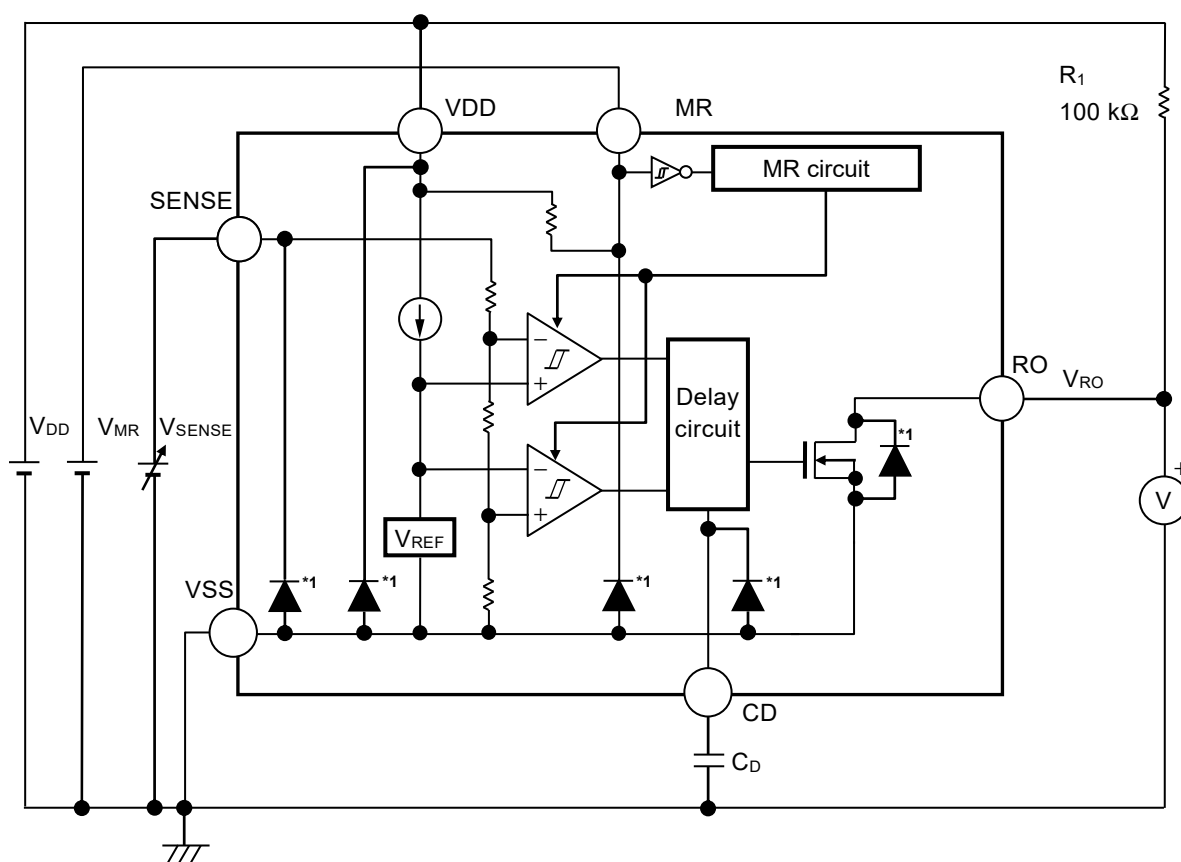 R1
100 kΩ
VDD
MR
MR circuit
SENSE
−
+
RO
VRO
Delay
circuit
*1
VDD
VMR
VSENSE
−
+
+
V
VREF
VSS
*1
*1
*1
*1
CD
CD